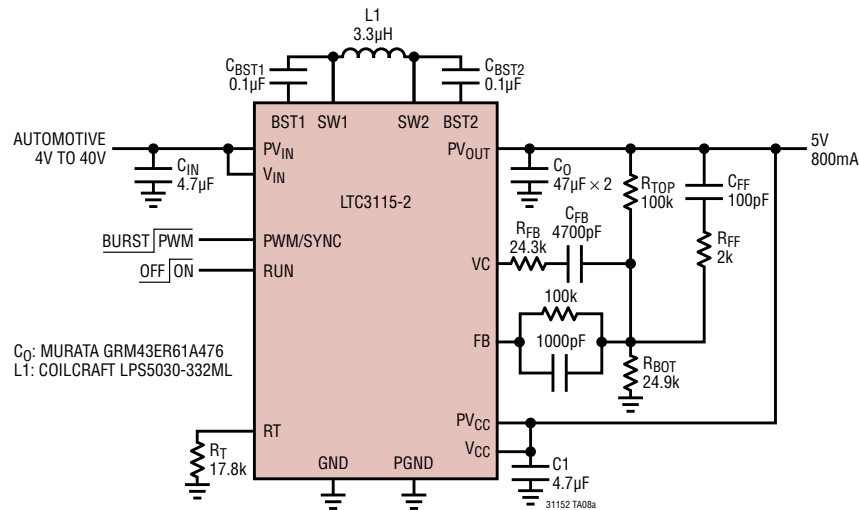 L1
3.3µH
CBST1
0.1µF
CBST2
0.1µF
BST1 SW1 SW2 BST2
AUTOMOTIVE
4V TO 40V
CIN
4.7µF
PVIN
VIN
PVOUT
LTC3115-2
CO
47µF × 2
RTOP
100k
CFF
100pF
5V
800mA
RFB
24.3k
CFB
4700pF
RFF
2k
BURST PWM
PWM/SYNC
OFF ON
RUN
VC
100k
1000pF
FB
RBOT
24.9k
CO: MURATA GRM43ER61A476
L1: COILCRAFT LPS5030-332ML
PVCC
VCC
RT
RT
17.8k
GND PGND
C1
4.7µF
31152 TA08a